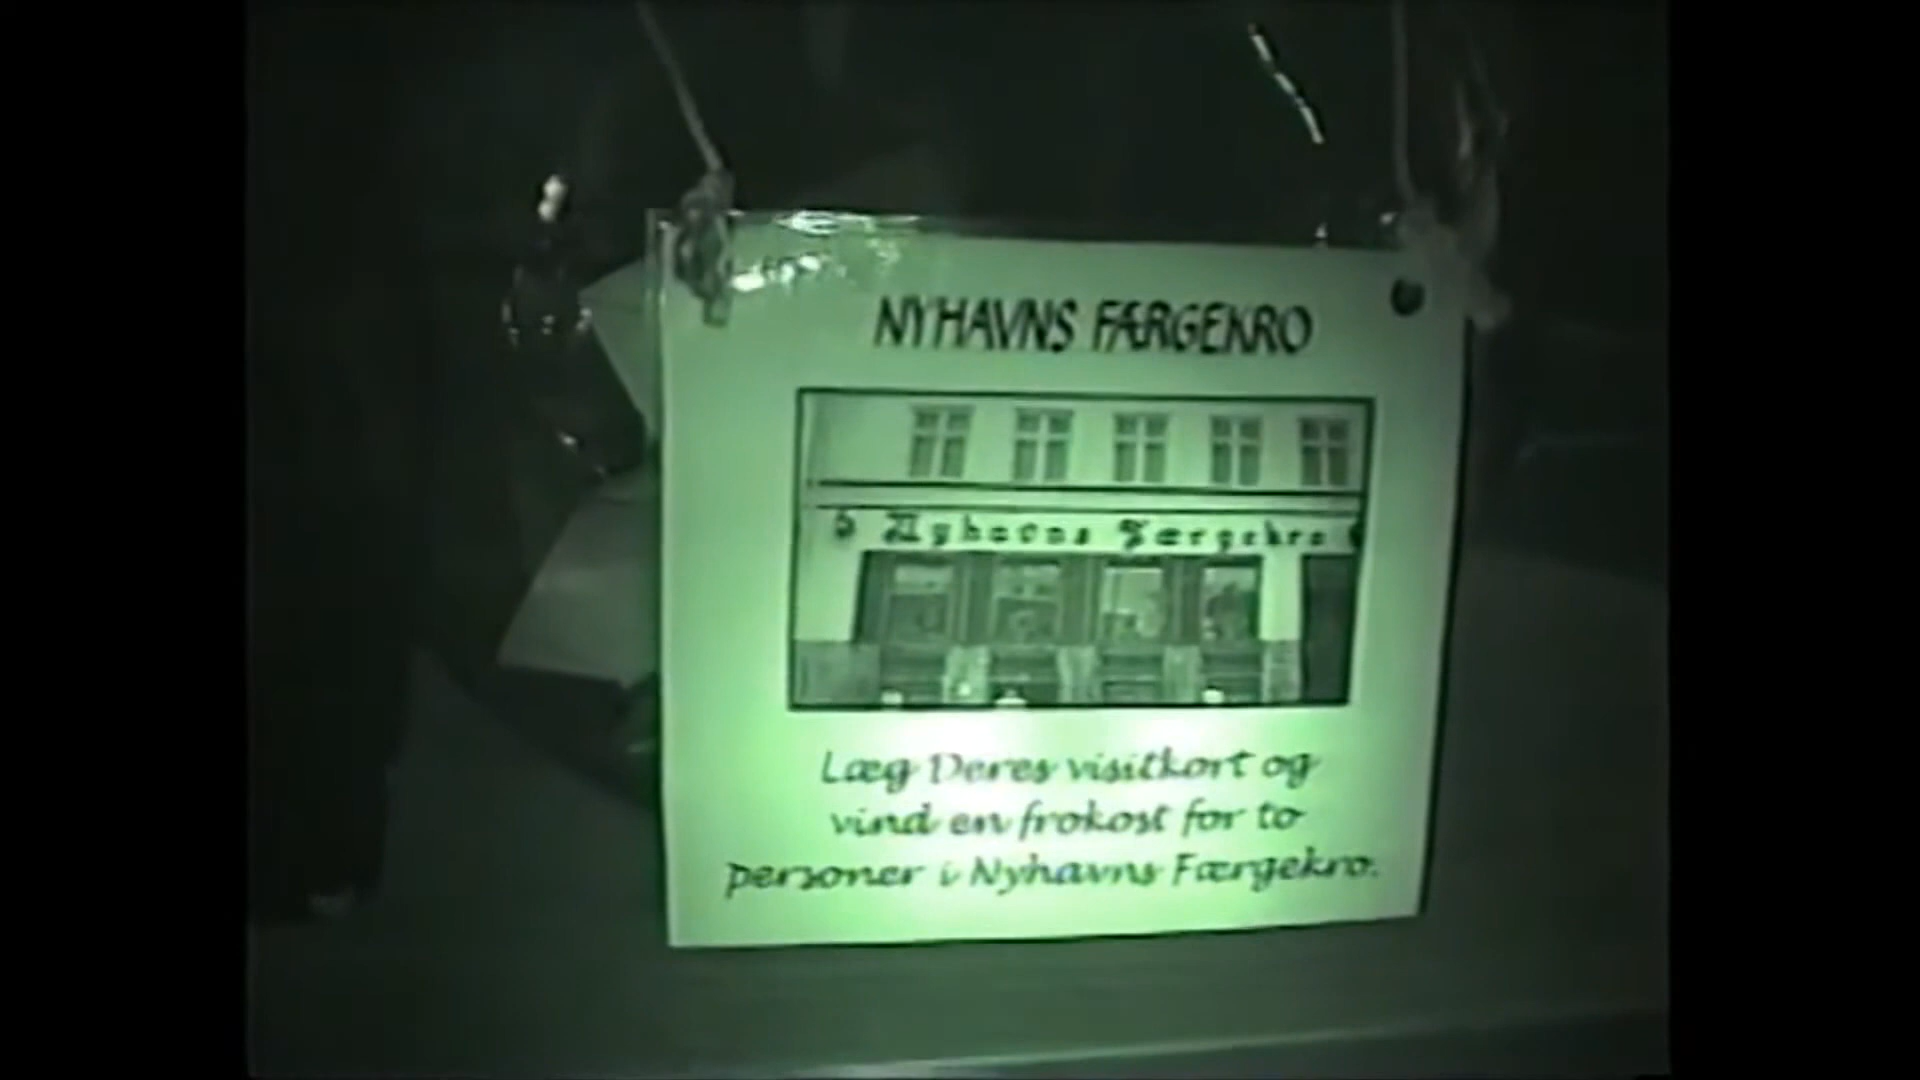 NYHAVNS FÆRGEKRO
Nyhavns Færgekro
Læg Deres visitkort og
vind en frokost for to
personer i Nyhavns Færgekro.